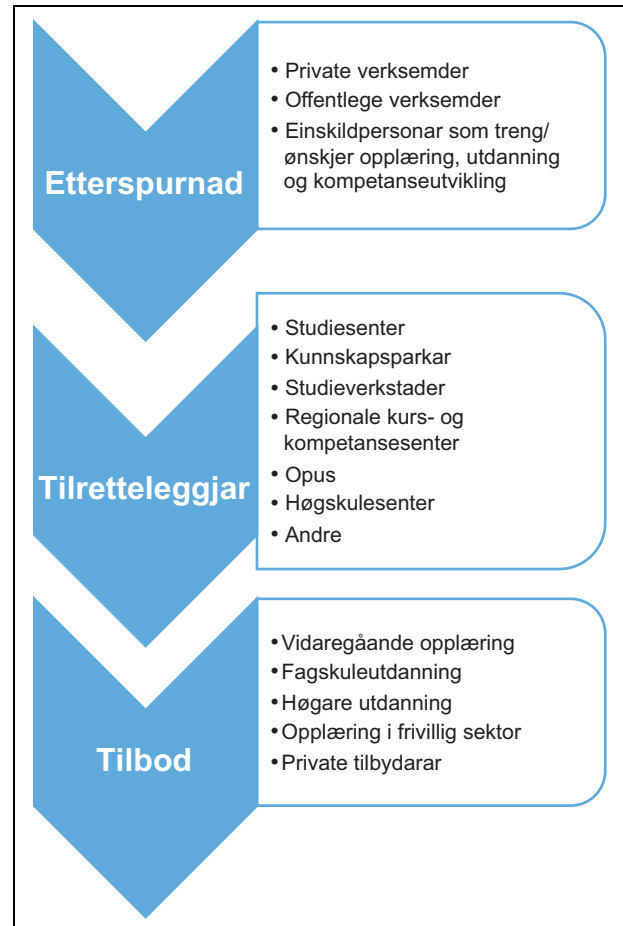 Etterspurnad
• Private verksemder
• Offentlege verksemder
• Einskildpersonar som treng/
ønskjer opplæring, utdanning
og kompetanseutvikling
Tilretteleggjar
• Studiesenter
• Kunnskapsparkar
• Studieverkstader
• Regionale kurs- og
kompetansesenter
• Opus
• Høgskulesenter
• Andre
Tilbod
• Vidaregåande opplæring
• Fagskuleutdanning
• Høgare utdanning
• Opplæring i frivillig sektor
• Private tilbydarar